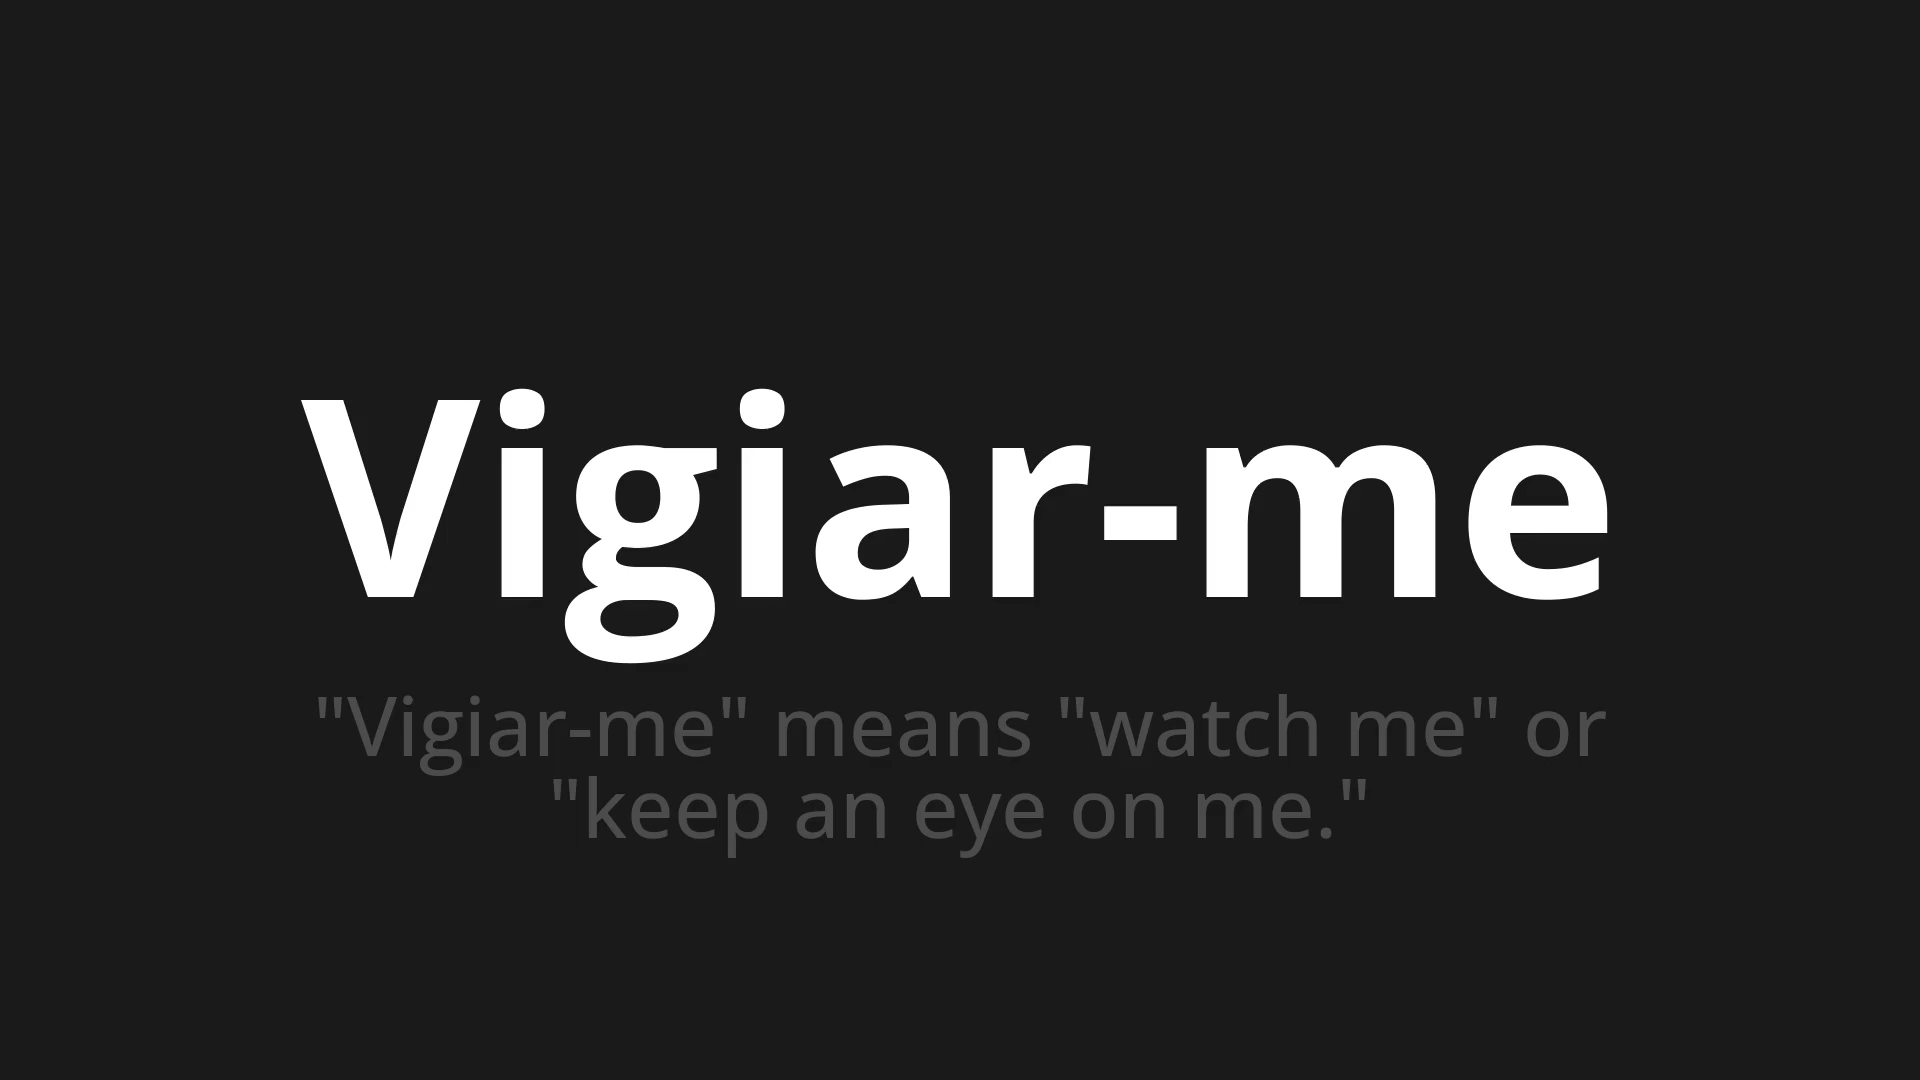 Vigiar-me
"Vigiar-me" means "watch me" or
"keep an eye on me."